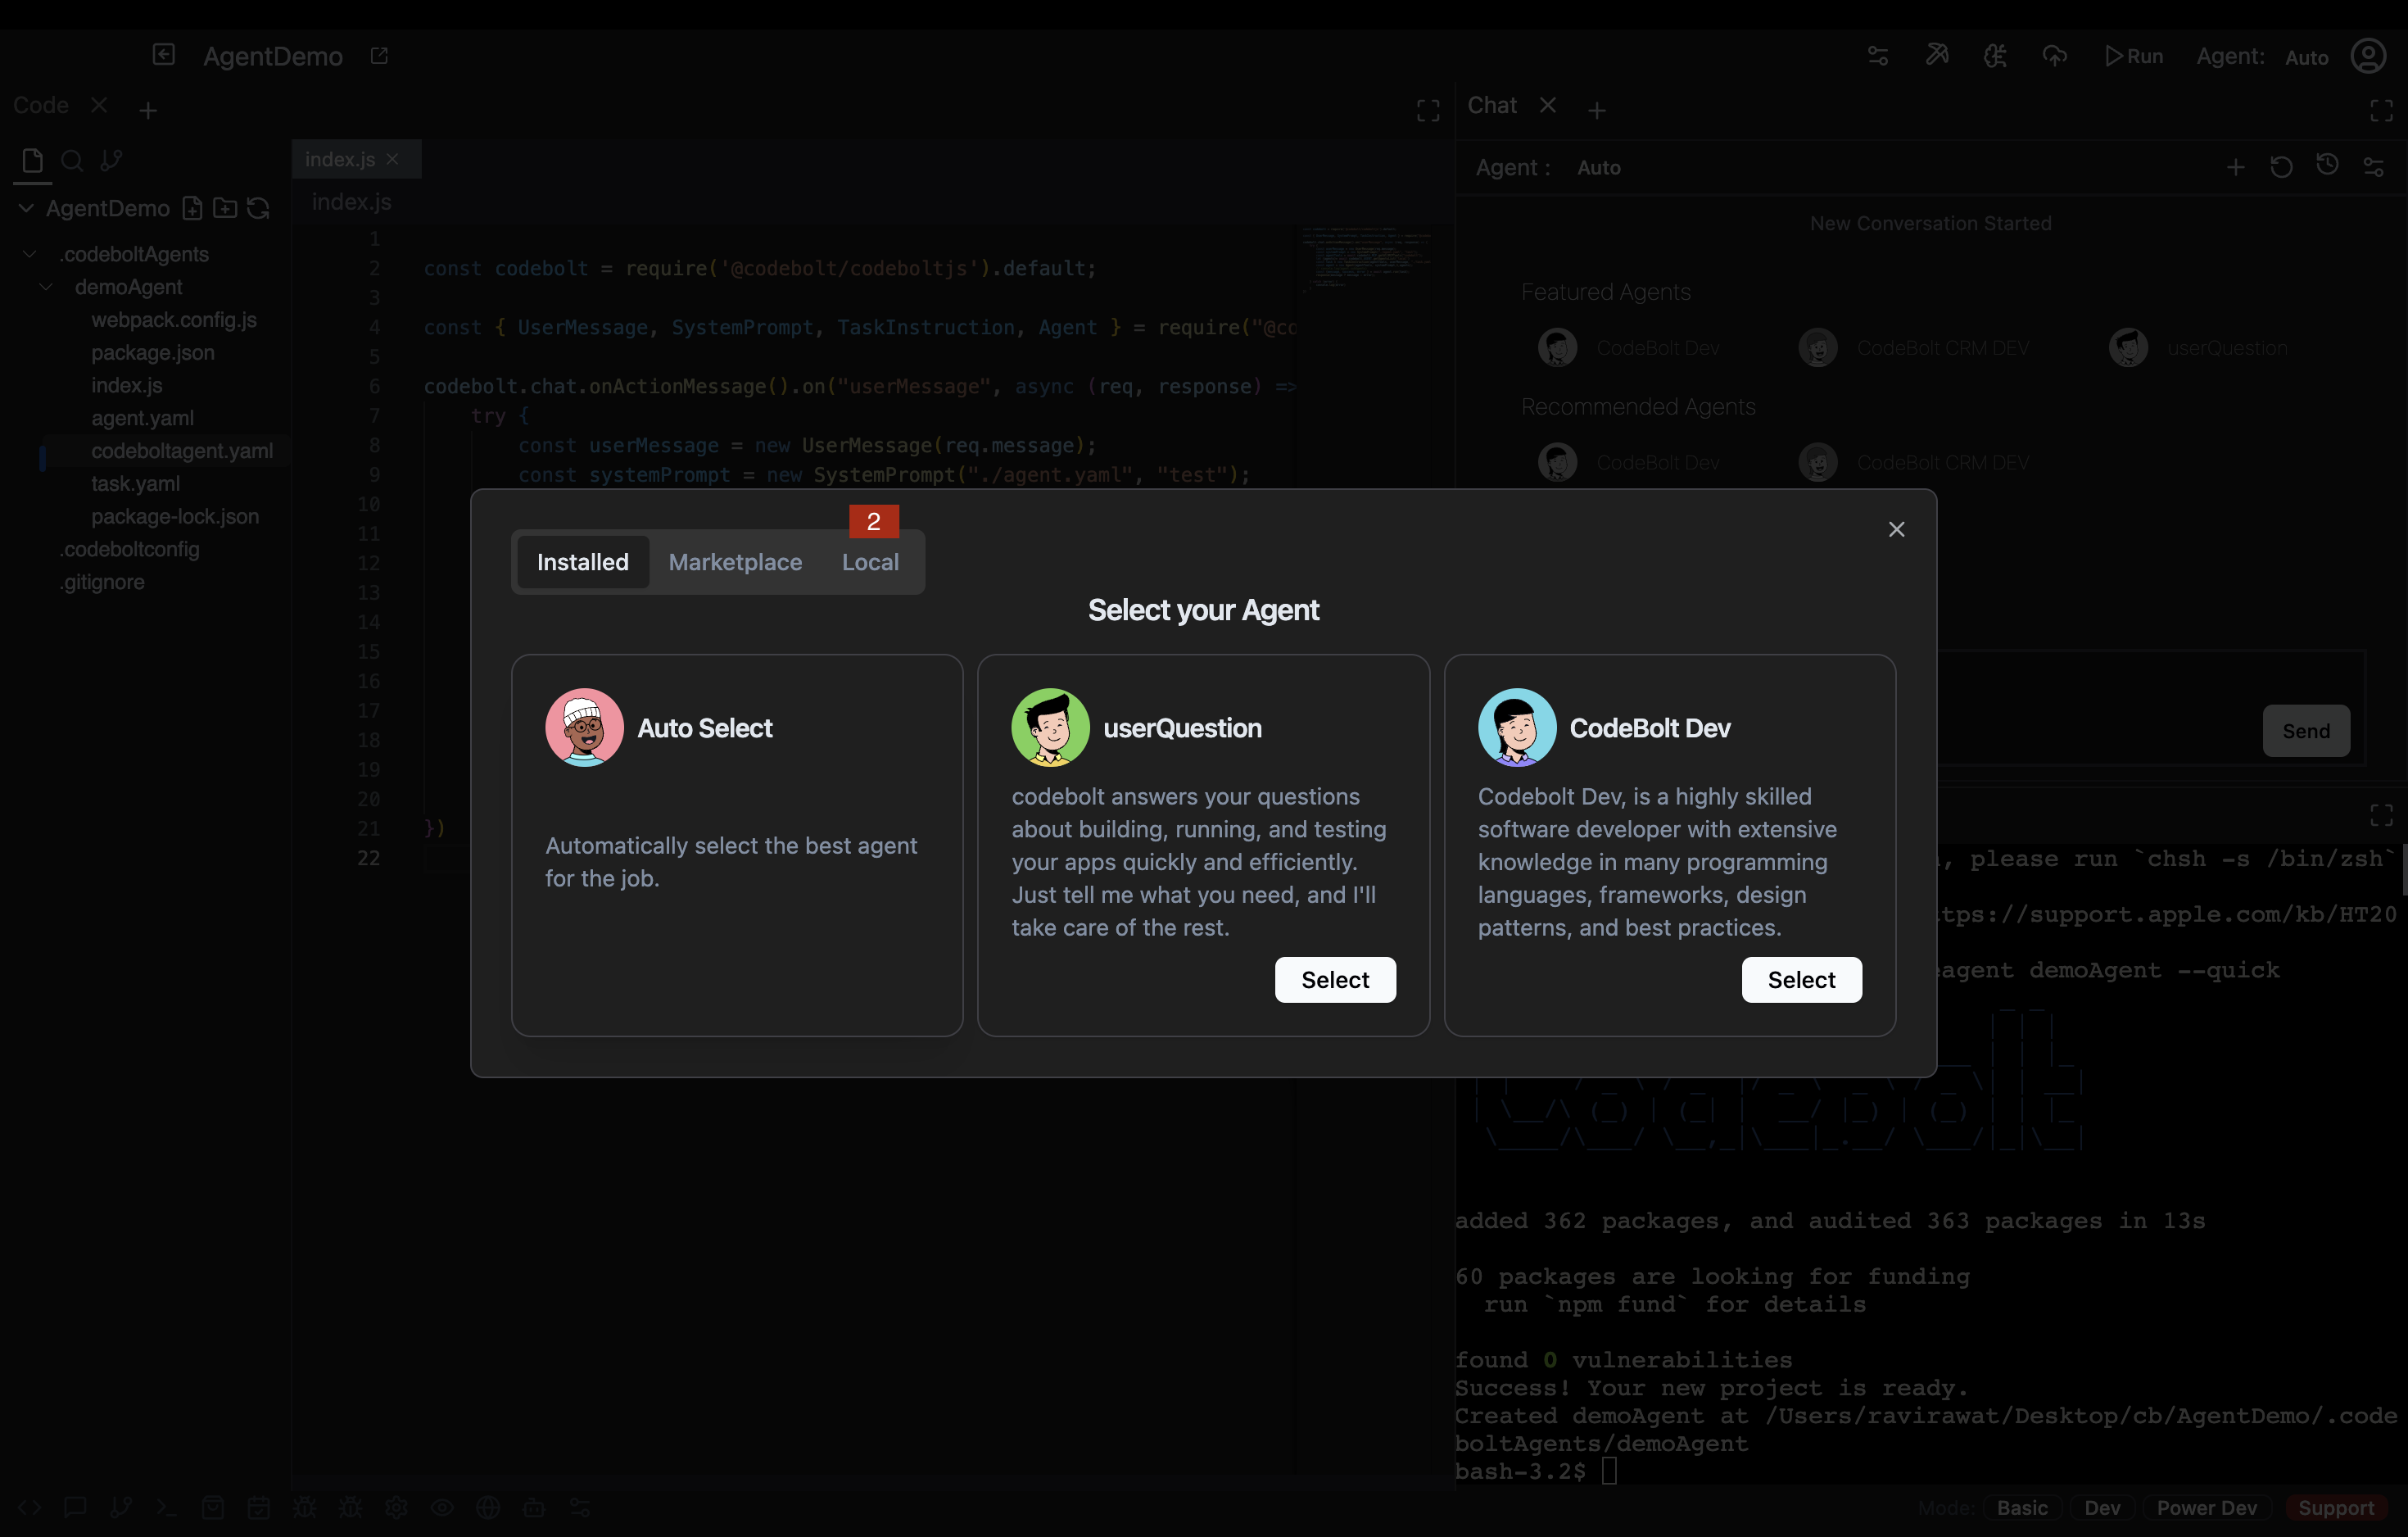 AgentDemo
Run
Agent: Auto
Code
index.js
AgentDemo
.codeboltAgents
demoAgent
webpack.config.js
package.json
index.js
agent.yaml
codeboltagent.yaml
task.yaml
package-lock.json
.codeboltconfig
.gitignore
index.js
1
2 const codebolt = require('@codebolt/codeboltjs').default;
3
4 const { UserMessage, SystemPrompt, TaskInstruction, Agent } = require("@co
5
6 codebolt.chat.onActionMessage().on("userMessage", async (req, response) =>
7 try {
8 const userMessage = new UserMessage(req.message);
9 const systemPrompt = new SystemPrompt("./agent.yaml", "test");
10
11
12
13
14
15
16
17
18
19
20
21 })
22
Chat
Agent : Auto
New Conversation Started
Featured Agents
CodeBolt Dev
CodeBolt CRM DEV
userQuestion
Recommended Agents
CodeBolt Dev
CodeBolt CRM DEV
2
Installed
Marketplace
Local
Select your Agent
Auto Select
Automatically select the best agent
for the job.
userQuestion
codebolt answers your questions
about building, running, and testing
your apps quickly and efficiently.
Just tell me what you need, and I'll
take care of the rest.
Select
CodeBolt Dev
Codebolt Dev, is a highly skilled
software developer with extensive
knowledge in many programming
languages, frameworks, design
patterns, and best practices.
Select
Send
, please run `chsh -s /bin/zsh`
tps://support.apple.com/kb/HT20
eagent demoAgent --quick
Codebolt
added 362 packages, and audited 363 packages in 13s
60 packages are looking for funding
run `npm fund` for details
found 0 vulnerabilities
Success! Your new project is ready.
Created demoAgent at /Users/ravirawat/Desktop/cb/AgentDemo/.code
boltAgents/demoAgent
bash-3.2$
Mode: Basic Dev Power Dev Support